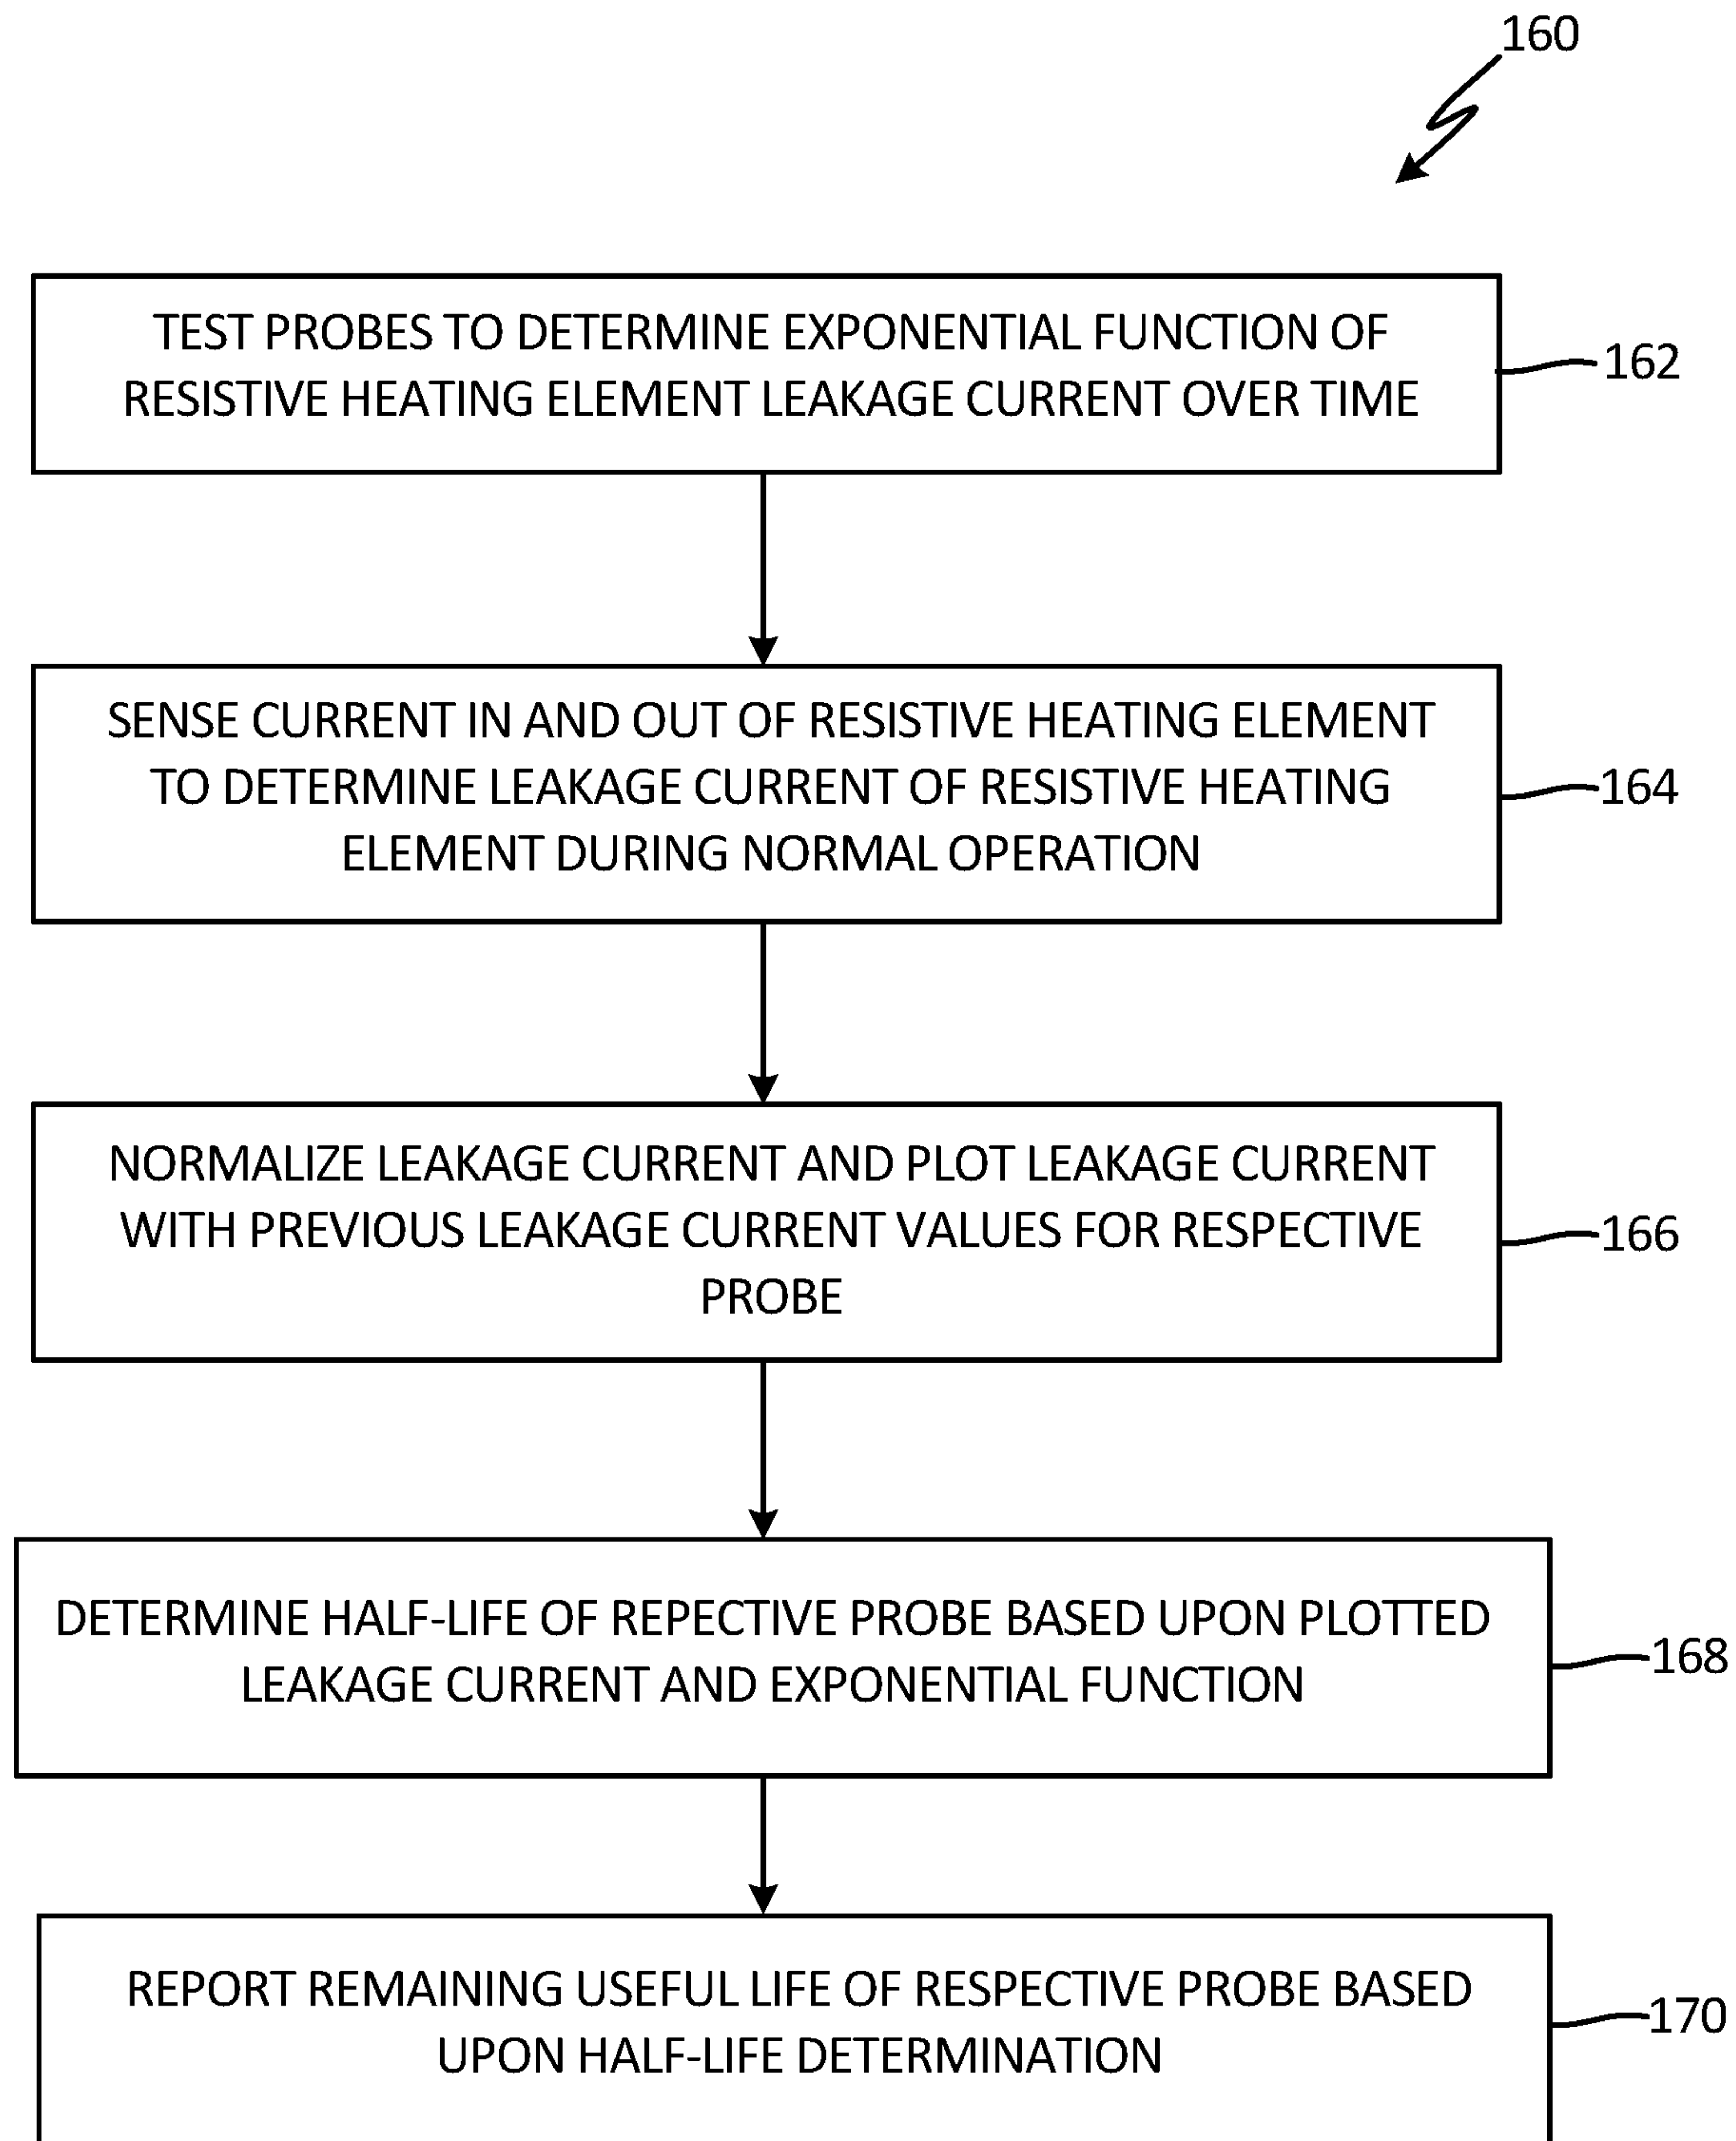 160
TEST PROBES TO DETERMINE EXPONENTIAL FUNCTION OF
RESISTIVE HEATING ELEMENT LEAKAGE CURRENT OVER TIME
162
SENSE CURRENT IN AND OUT OF RESISTIVE HEATING ELEMENT
TO DETERMINE LEAKAGE CURRENT OF RESISTIVE HEATING
ELEMENT DURING NORMAL OPERATION
164
NORMALIZE LEAKAGE CURRENT AND PLOT LEAKAGE CURRENT
WITH PREVIOUS LEAKAGE CURRENT VALUES FOR RESPECTIVE
PROBE
166
DETERMINE HALF-LIFE OF REPECTIVE PROBE BASED UPON PLOTTED
LEAKAGE CURRENT AND EXPONENTIAL FUNCTION
168
REPORT REMAINING USEFUL LIFE OF RESPECTIVE PROBE BASED
UPON HALF-LIFE DETERMINATION
170